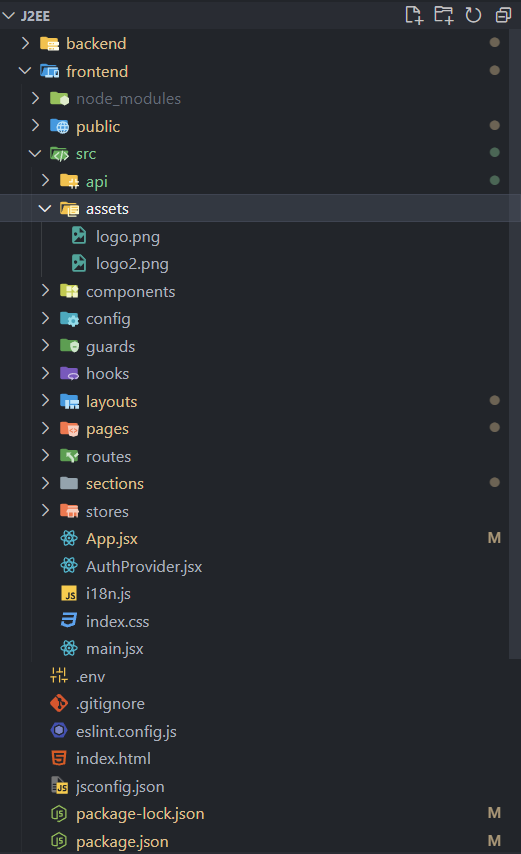 J2EE
backend
frontend
node_modules
public
src
api
assets
logo.png
logo2.png
components
config
guards
hooks
layouts
pages
routes
sections
stores
App.jsx M
AuthProvider.jsx
i18n.js
index.css
main.jsx
.env
.gitignore
eslint.config.js
index.html
jsconfig.json
package-lock.json M
package.json M